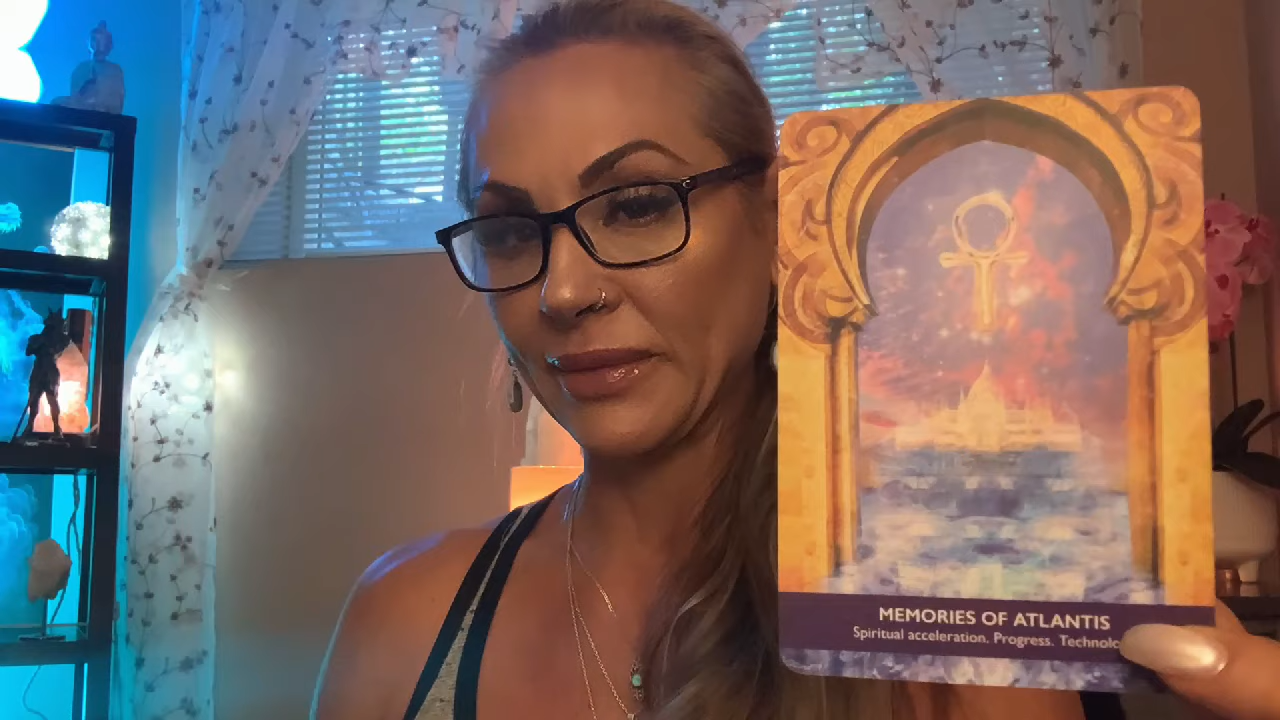 MEMORIES OF ATLANTIS
Spiritual acceleration. Progress.